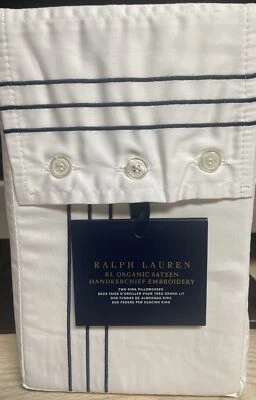 RALPH LAUREN
RL ORGANIC SATEEN
HANDKERCHIEF EMBROIDERY
TWO KING PILLOWCASES
DEUX TAIES D'OREILLER POUR TRÈS GRAND LIT
DOS FUNDAS DE ALMOHADA KING
DUE FEDERE PER CUSCINO KING